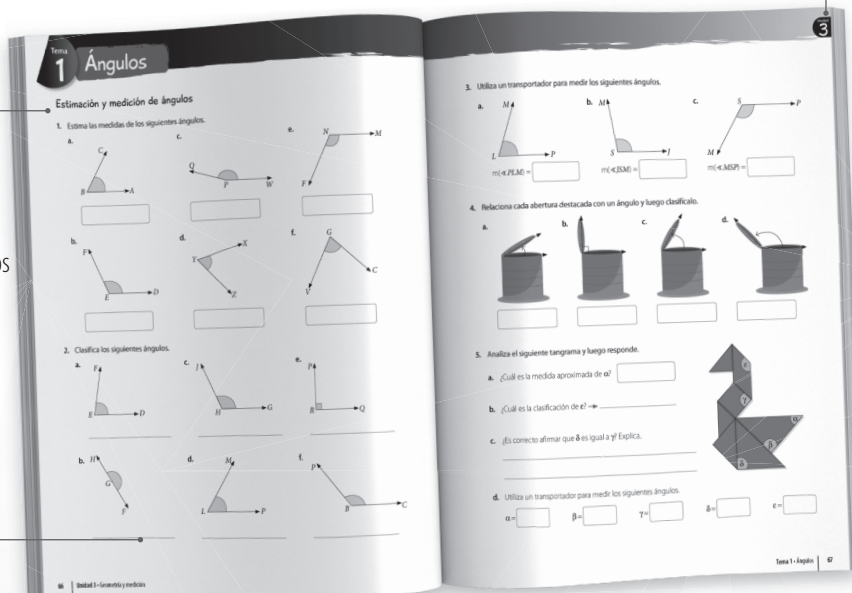 Tema
1 Ángulos
Estimación y medición de ángulos
1. Estima las medidas de los siguientes ángulos.
a.
C
B
A
c.
Q
P
W
e.
N
M
F
b.
F
E
D
d.
X
Y
Z
f.
G
V
C
2. Clasifica los siguientes ángulos.
a.
F
E
D
c.
J
H
G
e.
P
R
Q
b.
H
G
F
d.
M
L
P
f.
P
B
C
66 Unidad 3 • Geometría y medición
3
3. Utiliza un transportador para medir los siguientes ángulos.
a.
M
L
P
m(∢PLM) =
b.
M
S
J
m(∢JSM) =
c.
S
P
M
m(∢MSP) =
4. Relaciona cada abertura destacada con un ángulo y luego clasifícalo.
a.
b.
c.
d.
5. Analiza el siguiente tangrama y luego responde.
a. ¿Cuál es la medida aproximada de α?
b. ¿Cuál es la clasificación de ε? →
c. ¿Es correcto afirmar que δ es igual a γ? Explica.
ε
γ
α
β
δ
d. Utiliza un transportador para medir los siguientes ángulos.
α= β= γ= δ= ε=
Tema 1 • Ángulos 67
os